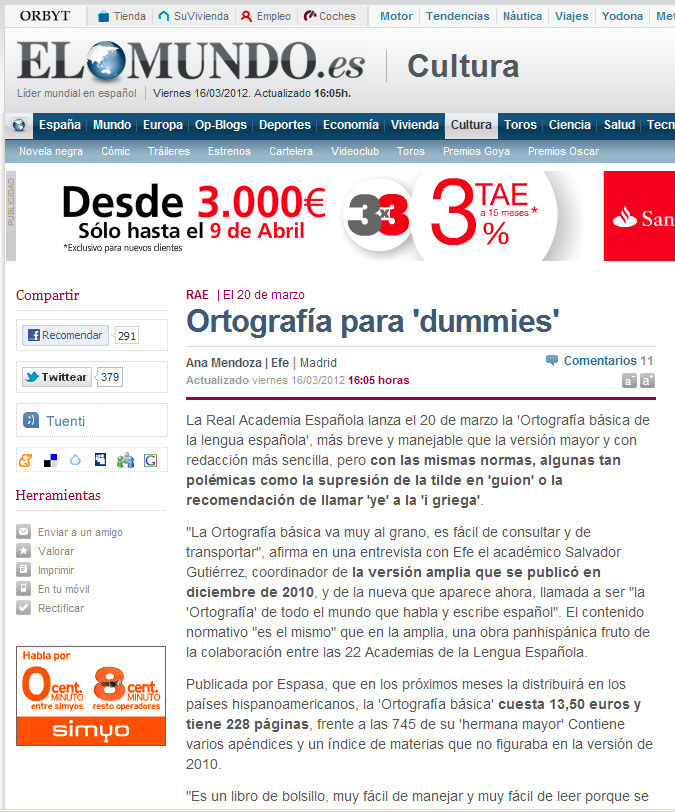 ORBYT Tienda SuVivienda Empleo Coches Motor Tendencias Náutica Viajes Yodona Met
EL MUNDO.es Cultura
Líder mundial en español Viernes 16/03/2012. Actualizado 16:05h.
España Mundo Europa Op-Blogs Deportes Economía Vivienda Cultura Toros Ciencia Salud Tecn
Novela negra Cómic Tráileres Estrenos Cartelera Videoclub Toros Premios Goya Premios Oscar
PUBLICIDAD
Desde 3.000€
Sólo hasta el 9 de Abril
*Exclusivo para nuevos clientes
3x3
3% TAE
a 15 meses*
San
Compartir
Recomendar 291
Twittear 379
Tuenti
Herramientas
Enviar a un amigo
Valorar
Imprimir
En tu móvil
Rectificar
Habla por
0 cent. MINUTO 8 cent. MINUTO
entre simyos resto operadores
simyo
RAE | El 20 de marzo
Ortografía para 'dummies'
Ana Mendoza | Efe | Madrid
Actualizado viernes 16/03/2012 16:05 horas
Comentarios 11
a- a+
La Real Academia Española lanza el 20 de marzo la 'Ortografía básica de
la lengua española', más breve y manejable que la versión mayor y con
redacción más sencilla, pero con las mismas normas, algunas tan
polémicas como la supresión de la tilde en 'guion' o la
recomendación de llamar 'ye' a la 'i griega'.
"La Ortografía básica va muy al grano, es fácil de consultar y de
transportar", afirma en una entrevista con Efe el académico Salvador
Gutiérrez, coordinador de la versión amplia que se publicó en
diciembre de 2010, y de la nueva que aparece ahora, llamada a ser "la
'Ortografía' de todo el mundo que habla y escribe español". El contenido
normativo "es el mismo" que en la amplia, una obra panhispánica fruto de
la colaboración entre las 22 Academias de la Lengua Española.
Publicada por Espasa, que en los próximos meses la distribuirá en los
países hispanoamericanos, la 'Ortografía básica' cuesta 13,50 euros y
tiene 228 páginas, frente a las 745 de su 'hermana mayor' Contiene
varios apéndices y un índice de materias que no figuraba en la versión de
2010.
"Es un libro de bolsillo, muy fácil de manejar y muy fácil de leer porque se